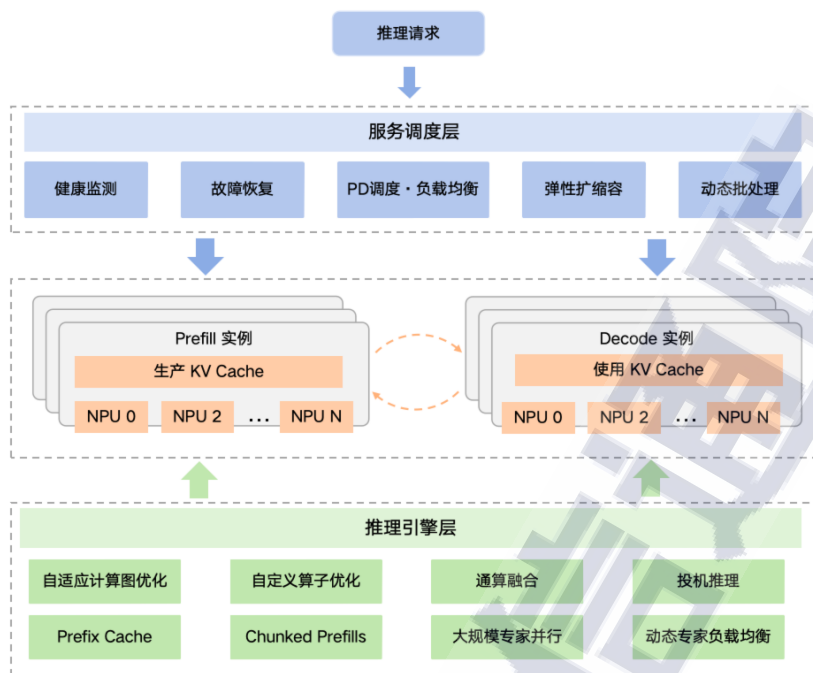 推理请求
服务调度层
健康监测 故障恢复 PD调度·负载均衡 弹性扩缩容 动态批处理
Prefill 实例 Decode 实例
生产 KV Cache 使用 KV Cache
NPU 0 NPU 2 ... NPU N NPU 0 NPU 2 ... NPU N
推理引擎层
自适应计算图优化 自定义算子优化 通算融合 投机推理
Prefix Cache Chunked Prefills 大规模专家并行 动态专家负载均衡
信通院